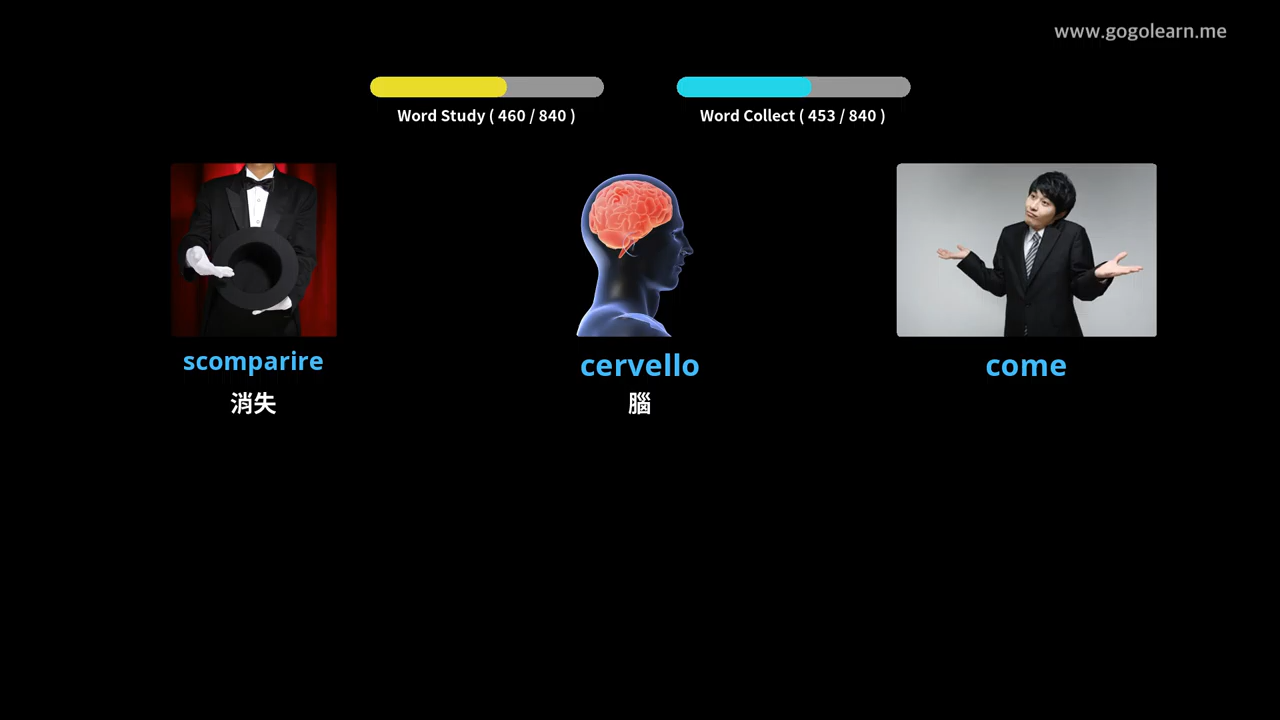 www.gogolearn.me
Word Study ( 460 / 840 )
Word Collect ( 453 / 840 )
scomparire
消失
cervello
腦
come